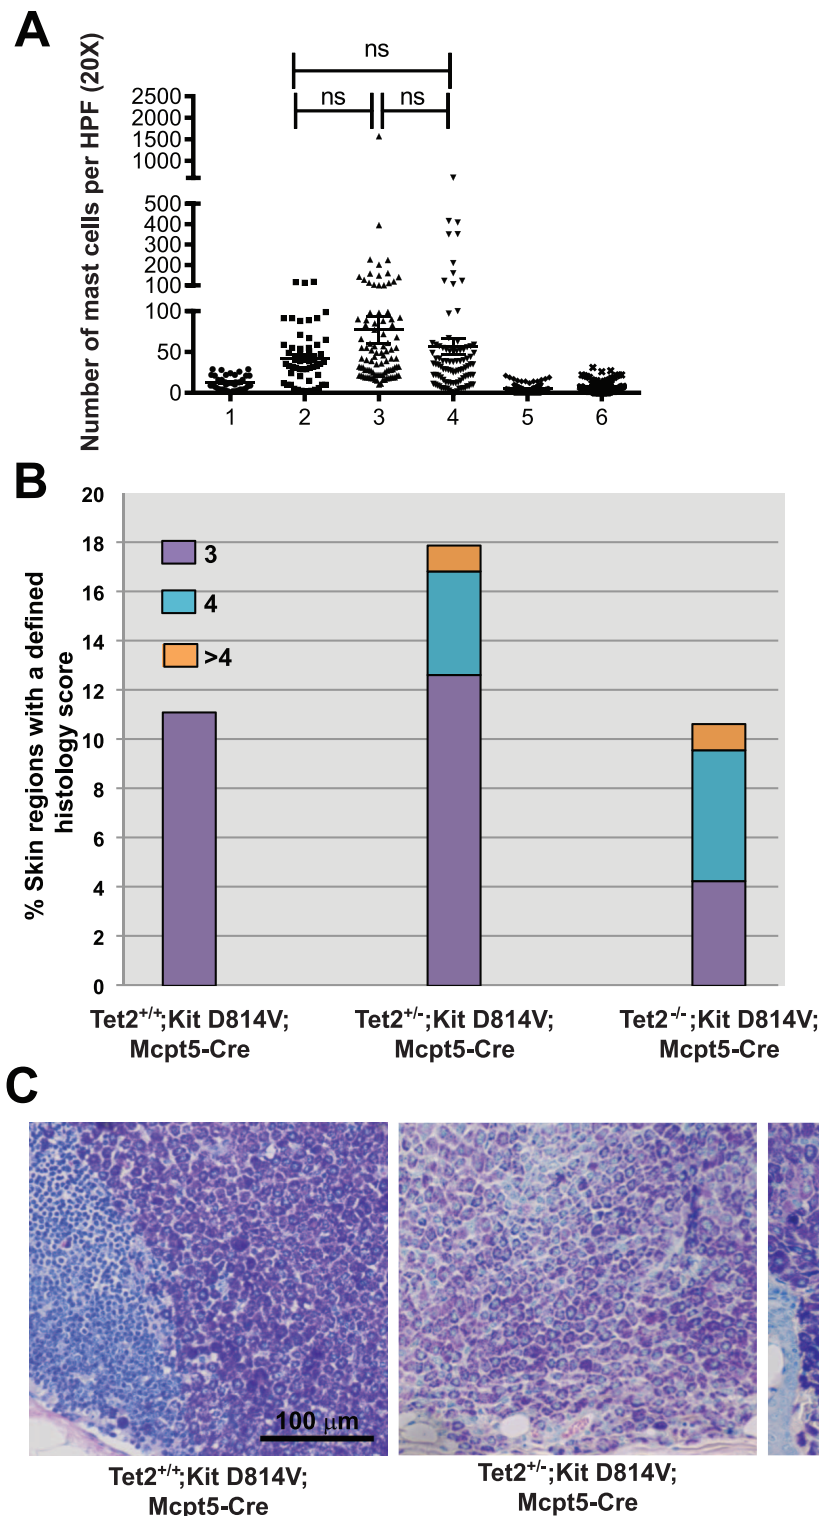 A
Number of mast cells per HPF (20X)
ns
ns ns
2500
2000
1500
1000
500
400
300
200
100
100
50
0
1 2 3 4 5 6
B
% Skin regions with a defined
histology score
20
18
16
14
12
10
8
6
4
2
0
3
4
>4
Tet2+/+;Kit D814V;
Mcpt5-Cre
Tet2+/-;Kit D814V;
Mcpt5-Cre
Tet2-/-;Kit D814V;
Mcpt5-Cre
C
100 μm
Tet2+/+;Kit D814V;
Mcpt5-Cre
Tet2+/-;Kit D814V;
Mcpt5-Cre